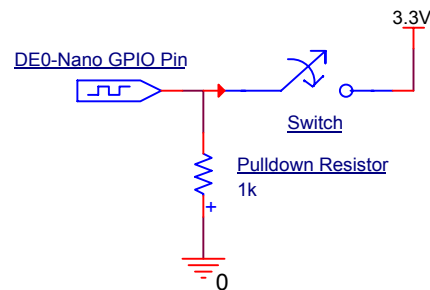 3.3V
DE0-Nano GPIO Pin
Switch
Pulldown Resistor
1k
+
0